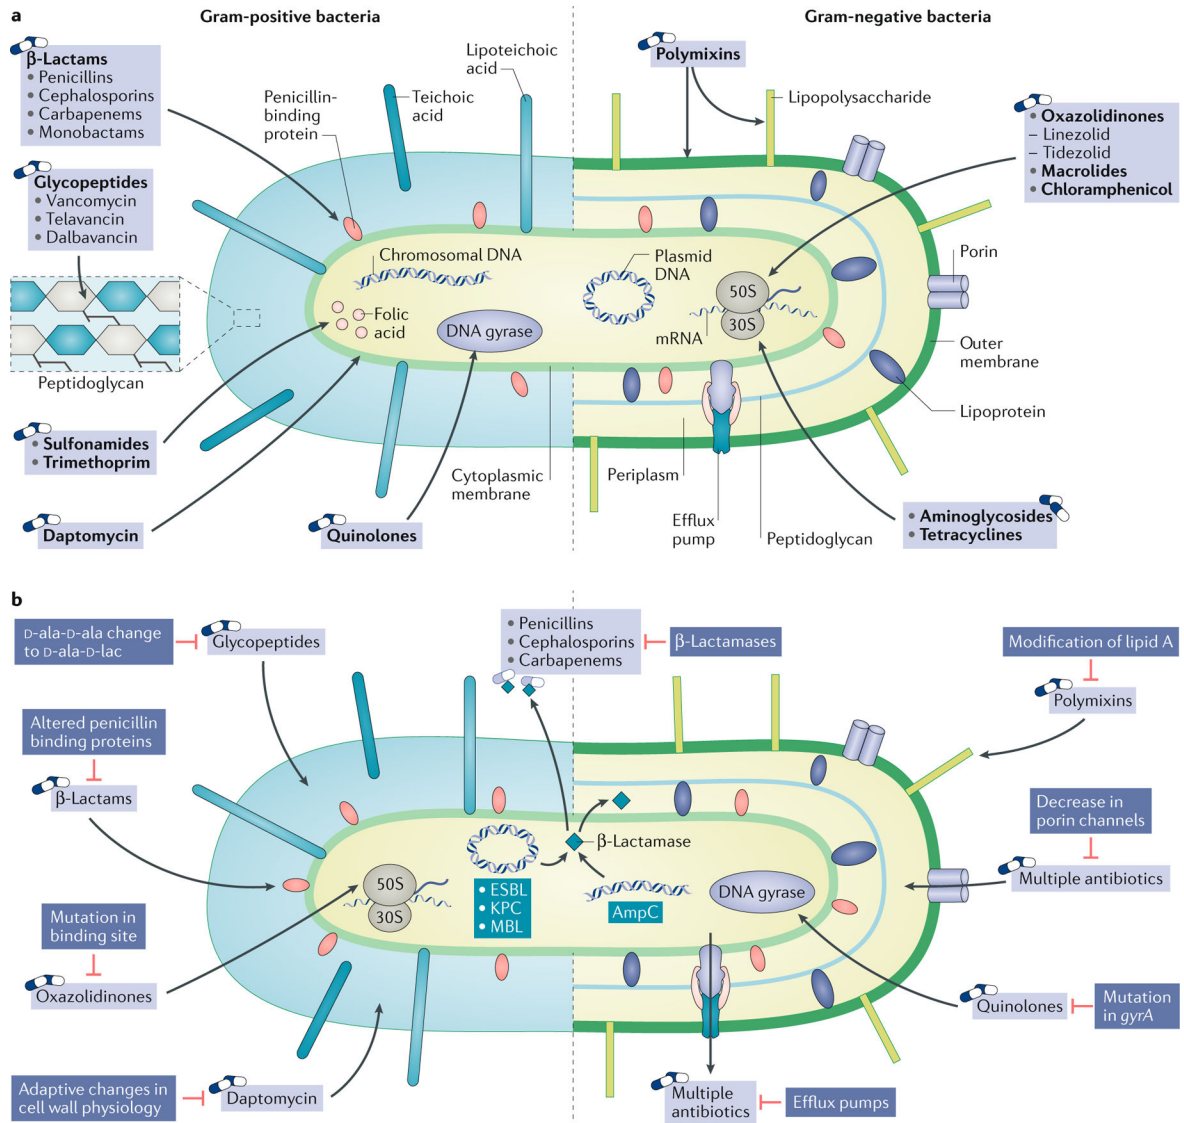 a
Gram-positive bacteria
Gram-negative bacteria
β-Lactams
• Penicillins
• Cephalosporins
• Carbapenems
• Monobactams
Glycopeptides
• Vancomycin
• Telavancin
• Dalbavancin
Peptidoglycan
• Sulfonamides
• Trimethoprim
Daptomycin
Quinolones
Penicillin-
binding
protein
Teichoic
acid
Lipoteichoic
acid
Chromosomal DNA
Folic
acid
DNA gyrase
Cytoplasmic
membrane
Polymixins
Lipopolysaccharide
• Oxazolidinones
– Linezolid
– Tidezolid
• Macrolides
• Chloramphenicol
Plasmid
DNA
50S
30S
mRNA
Porin
Outer
membrane
Lipoprotein
Periplasm
Efflux
pump
Peptidoglycan
• Aminoglycosides
• Tetracyclines
b
D-ala-D-ala change
to D-ala-D-lac
Glycopeptides
Altered penicillin
binding proteins
β-Lactams
Mutation in
binding site
Oxazolidinones
Adaptive changes in
cell wall physiology
Daptomycin
• Penicillins
• Cephalosporins
• Carbapenems
β-Lactamases
50S
30S
• ESBL
• KPC
• MBL
β-Lactamase
AmpC
DNA gyrase
Modification of lipid A
Polymixins
Decrease in
porin channels
Multiple antibiotics
Quinolones
Mutation
in gyrA
Multiple
antibiotics
Efflux pumps